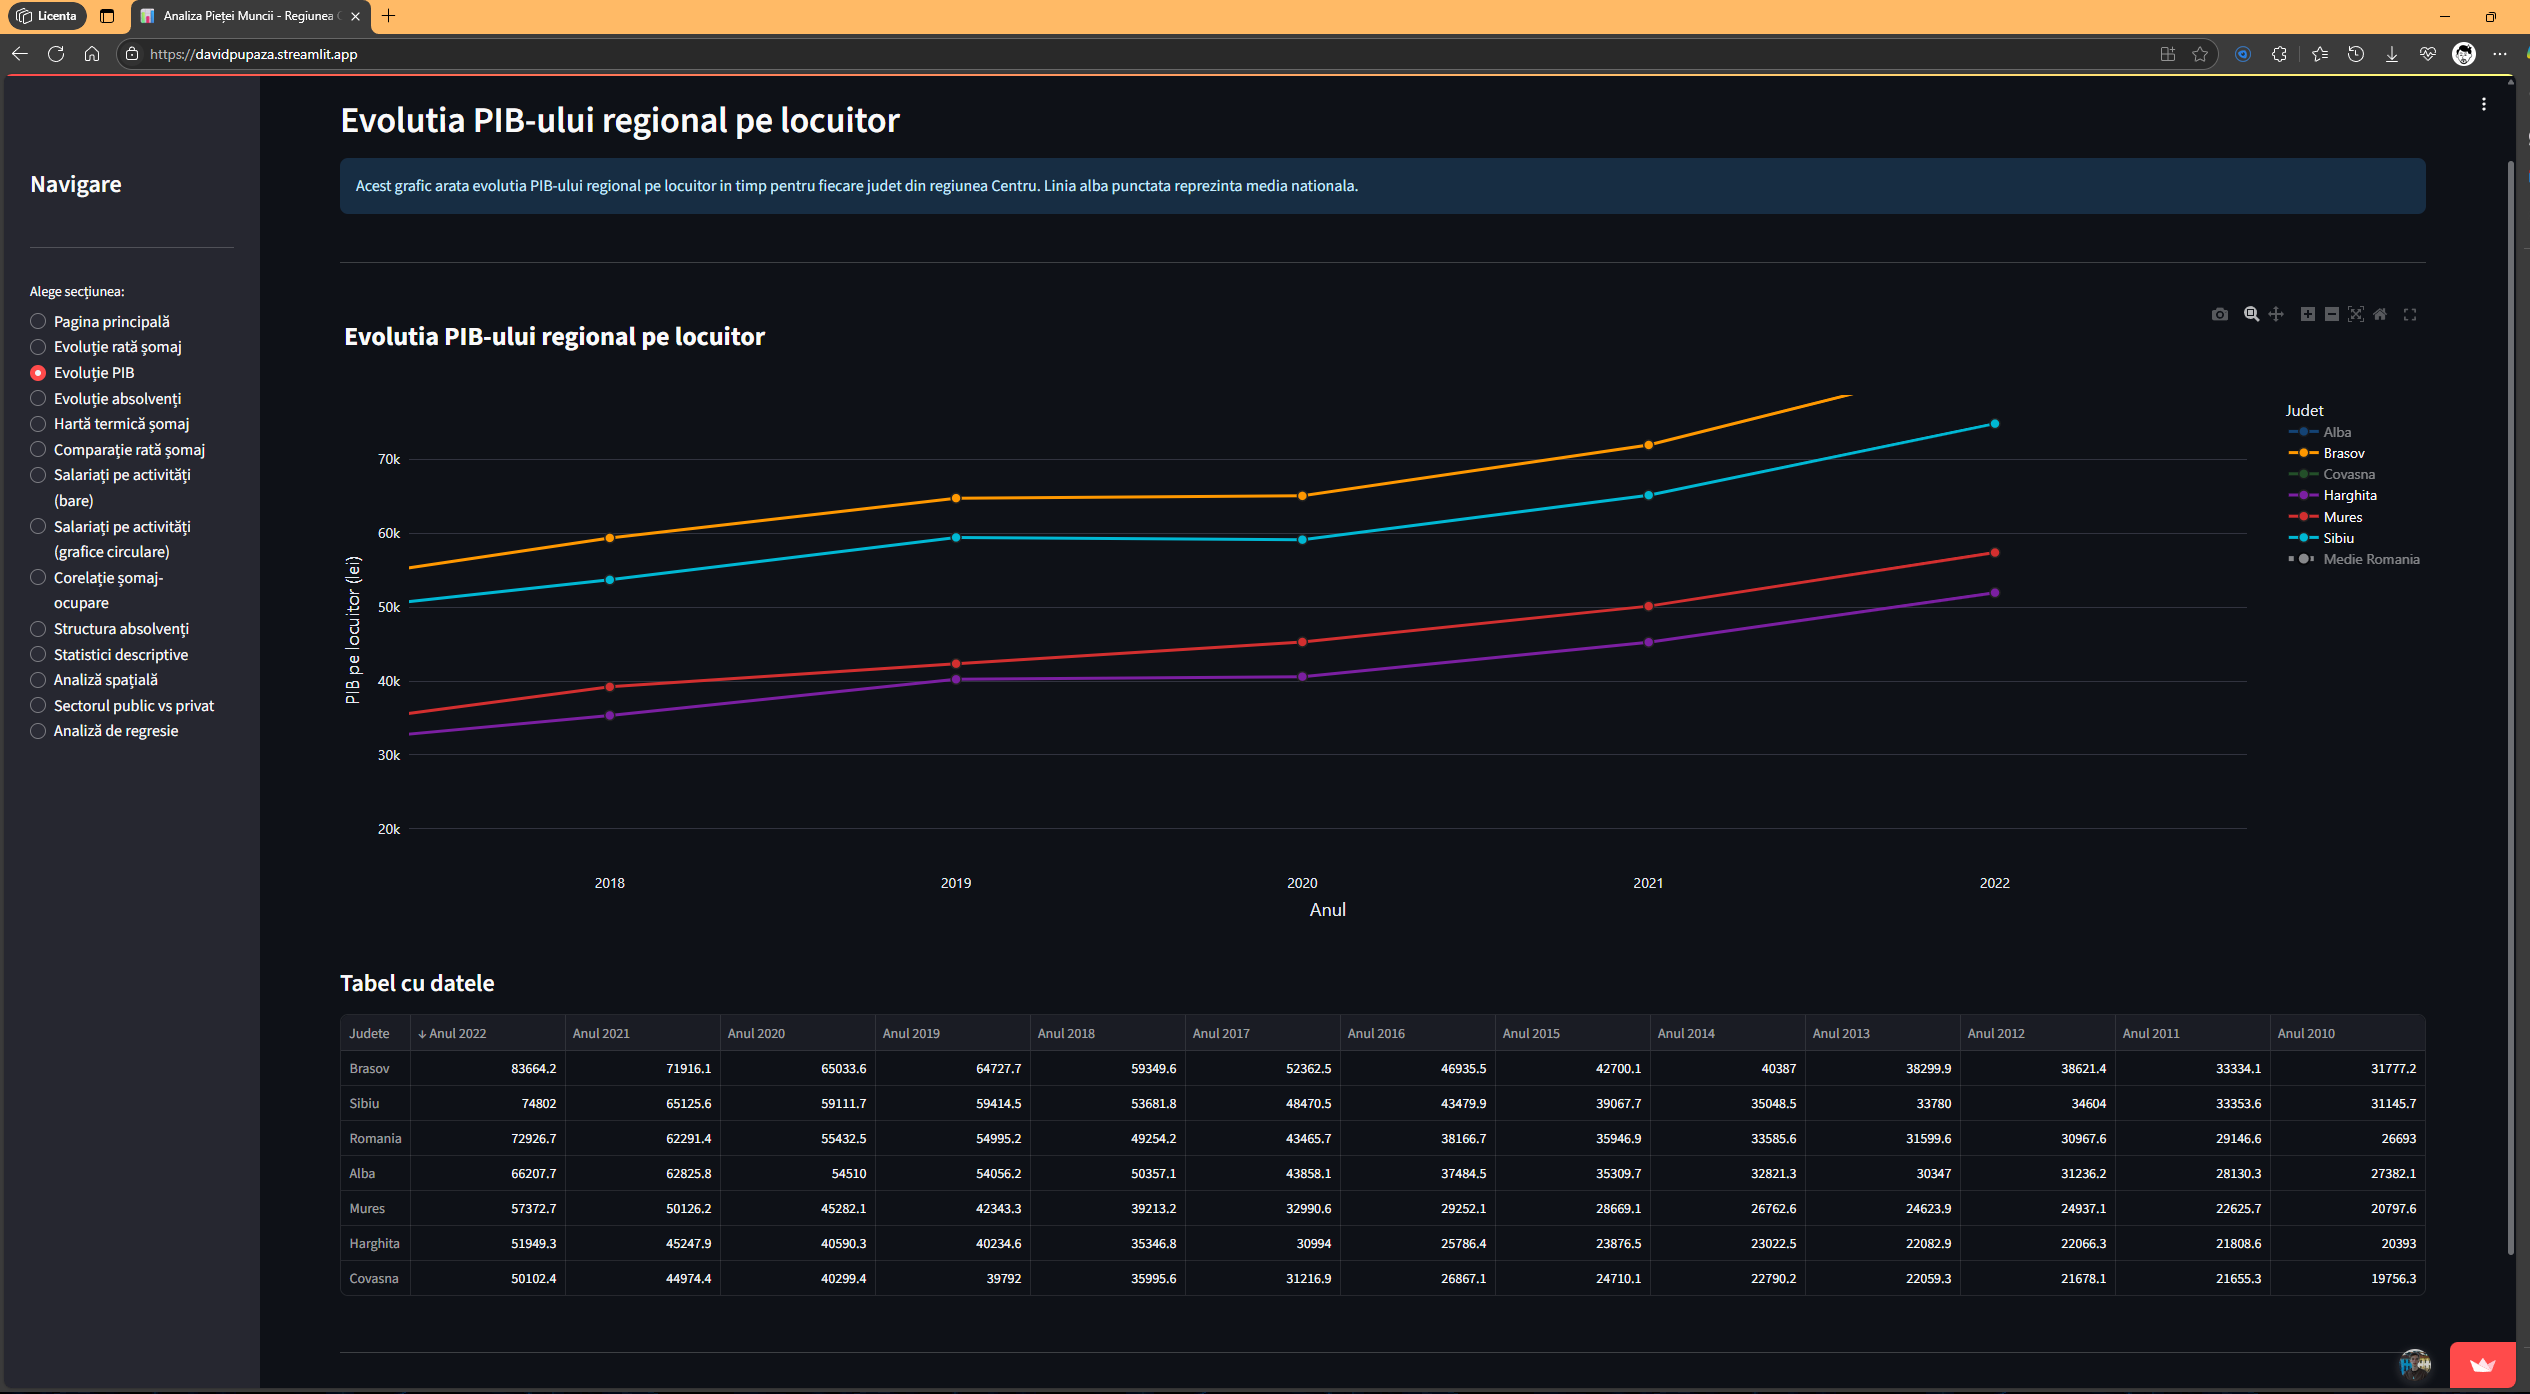 Licenta
Analiza Pieței Muncii - Regiunea C
https://davidpupaza.streamlit.app
Navigare
Alege secțiunea:
Pagina principală
Evoluție rată șomaj
Evoluție PIB
Evoluție absolvenți
Hartă termică șomaj
Comparație rată șomaj
Salariați pe activități
(bare)
Salariați pe activități
(grafice circulare)
Corelație șomaj-
ocupare
Structura absolvenți
Statistici descriptive
Analiză spațială
Sectorul public vs privat
Analiză de regresie
Evolutia PIB-ului regional pe locuitor
Acest grafic arata evolutia PIB-ului regional pe locuitor in timp pentru fiecare judet din regiunea Centru. Linia alba punctata reprezinta media nationala.
Evolutia PIB-ului regional pe locuitor
PIB pe locuitor (lei)
70k
60k
50k
40k
30k
20k
2018 2019 2020 2021 2022
Anul
Judet
Alba
Brasov
Covasna
Harghita
Mures
Sibiu
Medie Romania
Tabel cu datele
Judete ↓ Anul 2022 Anul 2021 Anul 2020 Anul 2019 Anul 2018 Anul 2017 Anul 2016 Anul 2015 Anul 2014 Anul 2013 Anul 2012 Anul 2011 Anul 2010
Brasov 83664.2 71916.1 65033.6 64727.7 59349.6 52362.5 46935.5 42700.1 40387 38299.9 38621.4 33334.1 31777.2
Sibiu 74802 65125.6 59111.7 59414.5 53681.8 48470.5 43479.9 39067.7 35048.5 33780 34604 33353.6 31145.7
Romania 72926.7 62291.4 55432.5 54995.2 49254.2 43465.7 38166.7 35946.9 33585.6 31599.6 30967.6 29146.6 26693
Alba 66207.7 62825.8 54510 54056.2 50357.1 43858.1 37484.5 35309.7 32821.3 30347 31236.2 28130.3 27382.1
Mures 57372.7 50126.2 45282.1 42343.3 39213.2 32990.6 29252.1 28669.1 26762.6 24623.9 24937.1 22625.7 20797.6
Harghita 51949.3 45247.9 40590.3 40234.6 35346.8 30994 25786.4 23876.5 23022.5 22082.9 22066.3 21808.6 20393
Covasna 50102.4 44974.4 40299.4 39792 35995.6 31216.9 26867.1 24710.1 22790.2 22059.3 21678.1 21655.3 19756.3